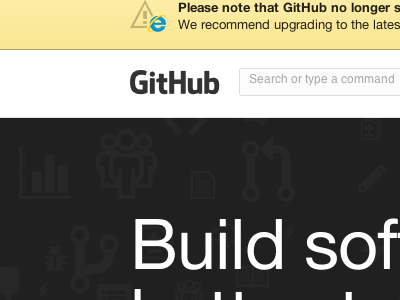 Please note that GitHub no longer s
We recommend upgrading to the lates
GitHub
Search or type a command
Build sof